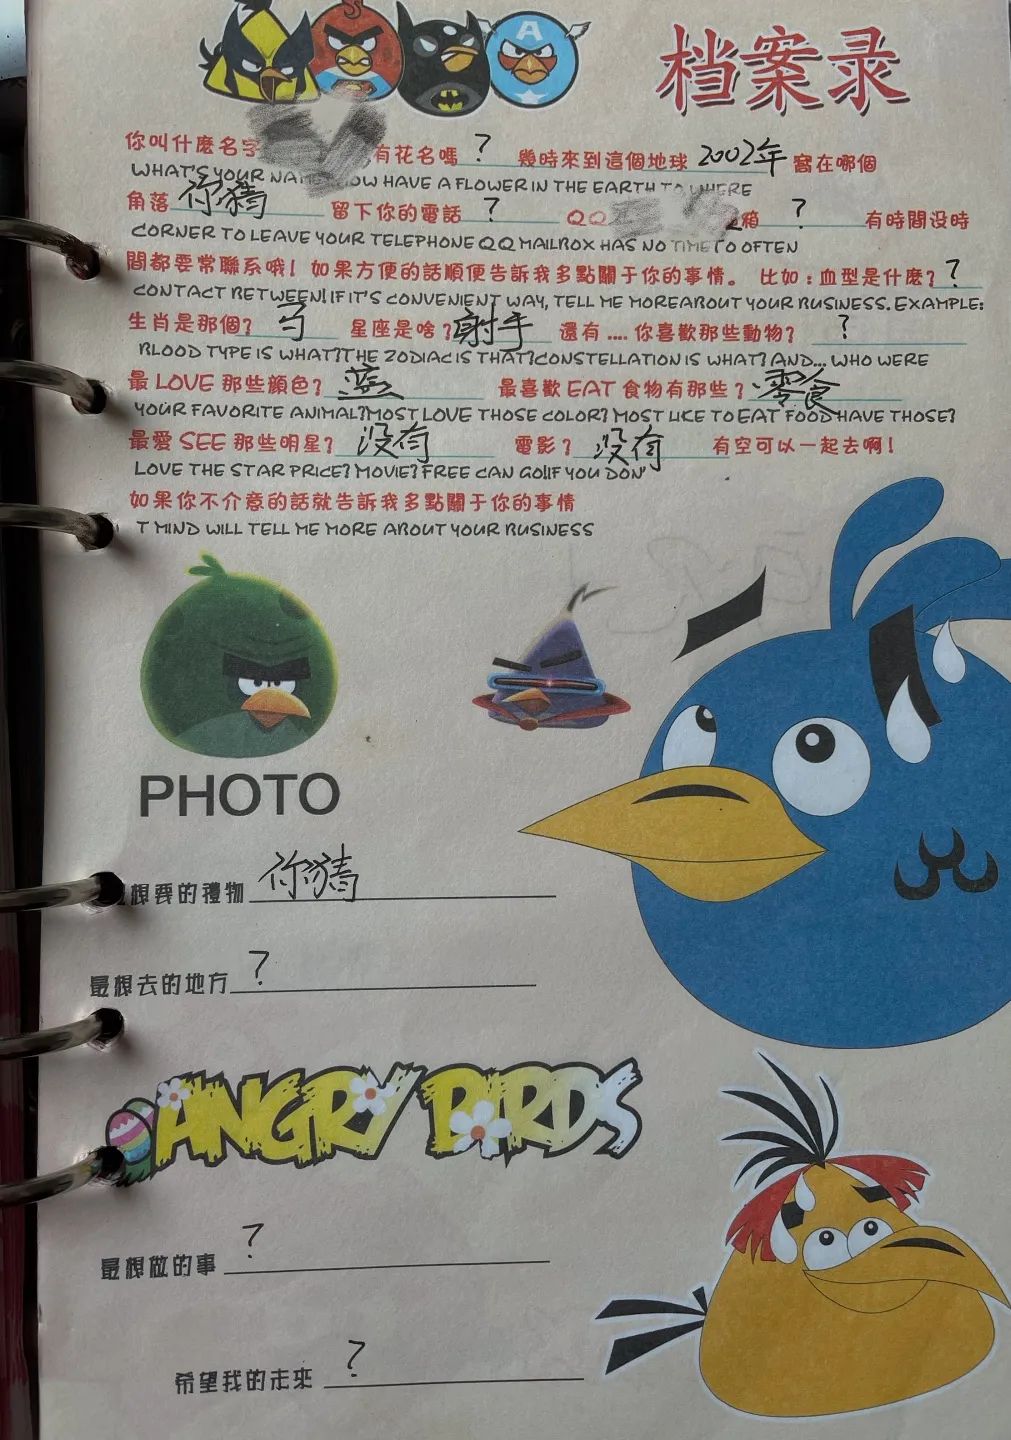 A
档案录
你叫什麽名字 有花名嗎 ? 幾時來到這個地球 2002年 窩在哪個
WHAT'S YOUR NAME NOW HAVE A FLOWER IN THE EARTH TO WHERE
角落 你猜 留下你的電話 ? QQ 箱 ? 有時間没時
CORNER TO LEAVE YOUR TELEPHONE QQ MAILBOX HAS NO TIME TO OFTEN
間都要常聯系哦! 如果方便的話順便告訴我多點關于你的事情。 比如:血型是什麽? ?
CONTACT BETWEEN! IF IT'S CONVENIENT WAY, TELL ME MORE ABOUT YOUR BUSINESS. EXAMPLE:
生肖是那個? 星座是啥? 射手 還有 .... 你喜歡那些動物? ?
BLOOD TYPE IS WHAT? THE ZODIAC IS THAT? CONSTELLATION IS WHAT? AND... WHO WERE
最 LOVE 那些顔色? 蓝 最喜歡 EAT 食物有那些? 零食
YOUR FAVORITE ANIMAL? MOST LOVE THOSE COLOR? MOST LICE TO EAT FOOD HAVE THOSE?
最愛 SEE 那些明星? 没有 電影? 没有 有空可以一起去啊!
LOVE THE STAR PRICE? MOVIE? FREE CAN GO!IF YOU DON'
如果你不介意的話就告訴我多點關于你的事情
T MIND WILL TELL ME MORE ABOUT YOUR BUSINESS
PHOTO
想要的禮物 你猜
最想去的地方 ?
ANGRY BIRDS
最想做的事 ?
希望我的未來 ?